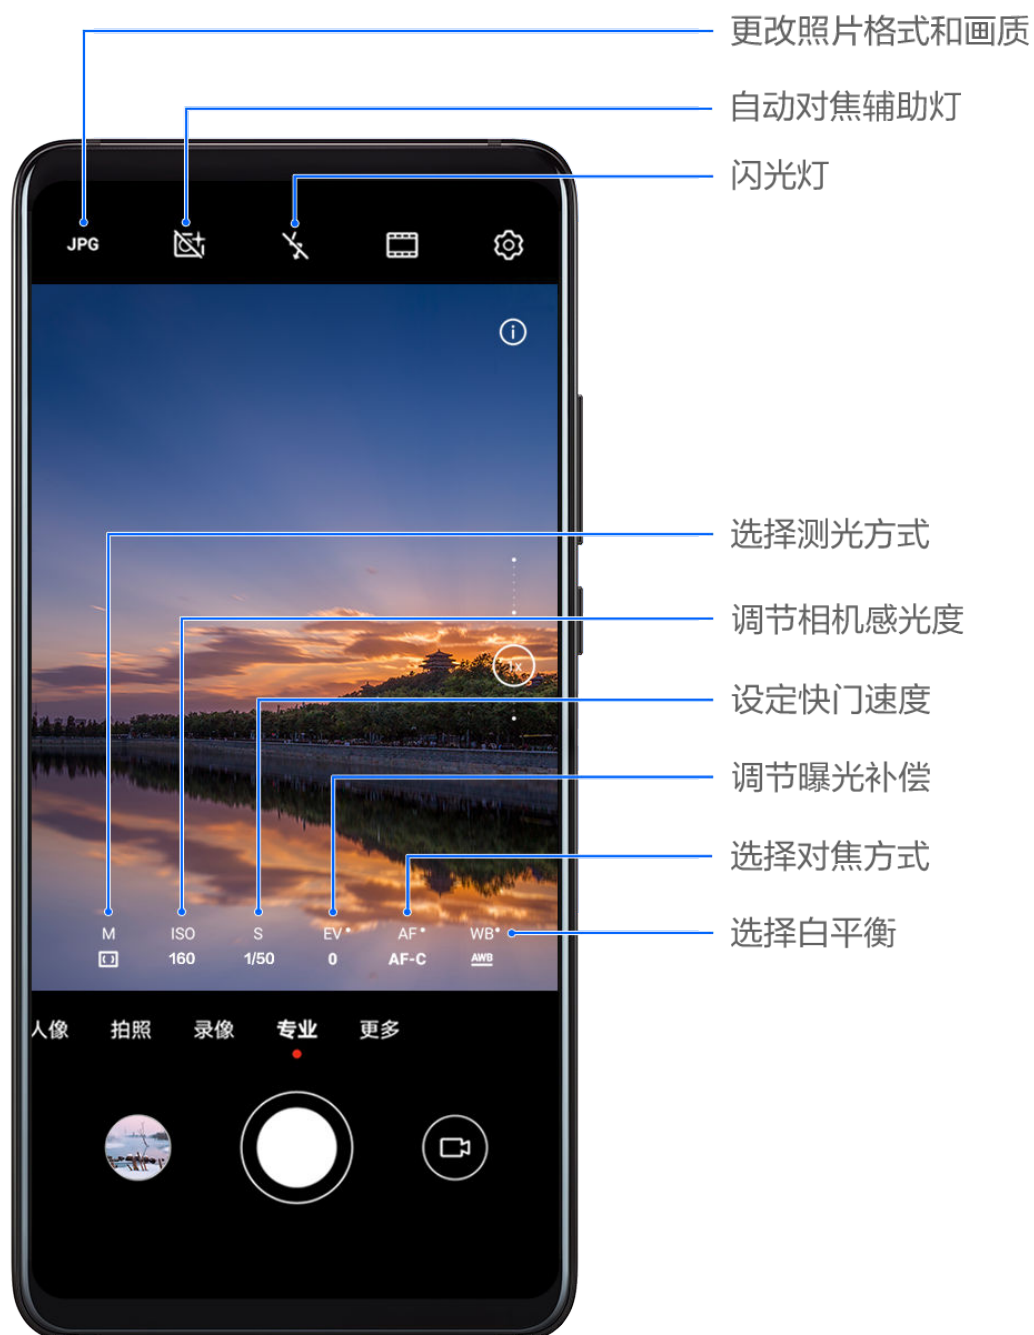 更改照片格式和画质
自动对焦辅助灯
闪光灯
JPG
选择测光方式
调节相机感光度
1x
设定快门速度
调节曝光补偿
选择对焦方式
选择白平衡
M ISO S EV AF WB
160 1/50 0 AF-C AWB
人像 拍照 录像 专业 更多